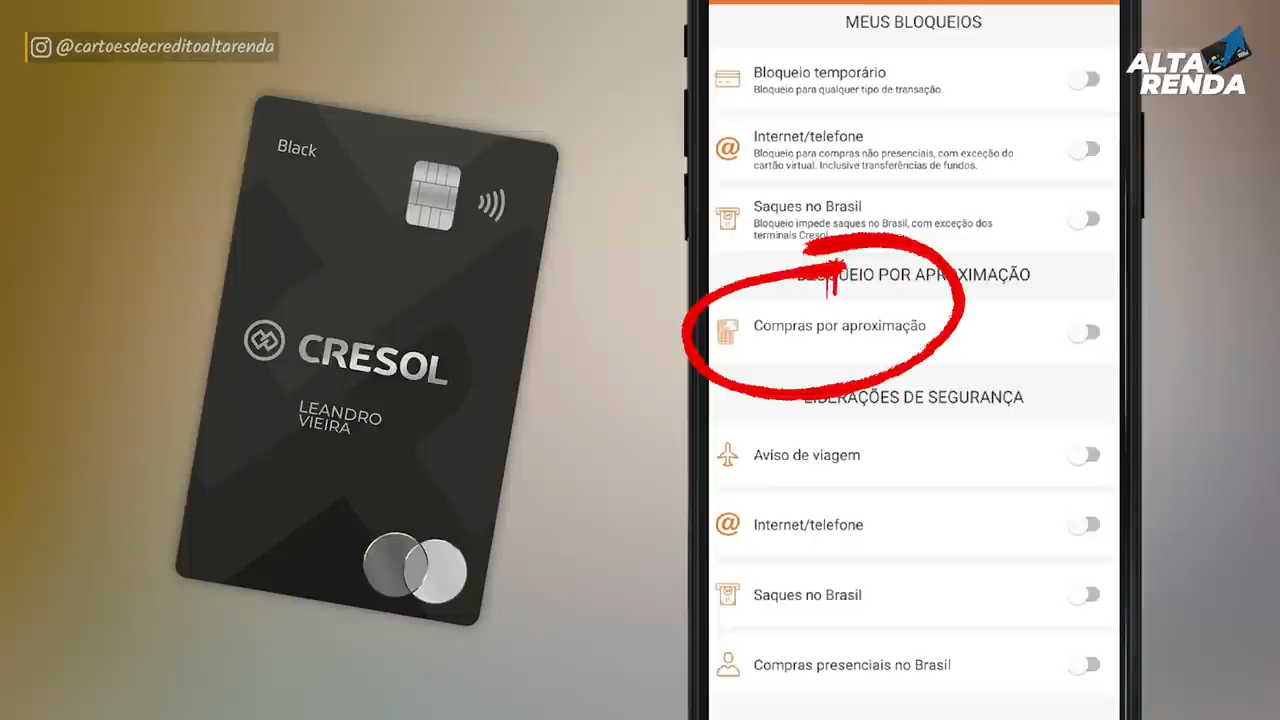 @cartoesdecreditoaltarenda
ALTA
RENDA
Black
CRESOL
LEANDRO
VIEIRA
MEUS BLOQUEIOS
Bloqueio temporário
Bloqueio para qualquer tipo de transação.
Internet/telefone
Bloqueio para compras não presenciais, com exceção do
cartão virtual. Inclusive transferências de fundos.
Saques no Brasil
Bloqueio impede saques no Brasil, com exceção dos
terminais Cresol
BLOQUEIO POR APROXIMAÇÃO
Compras por aproximação
LIBERAÇÕES DE SEGURANÇA
Aviso de viagem
Internet/telefone
Saques no Brasil
Compras presenciais no Brasil